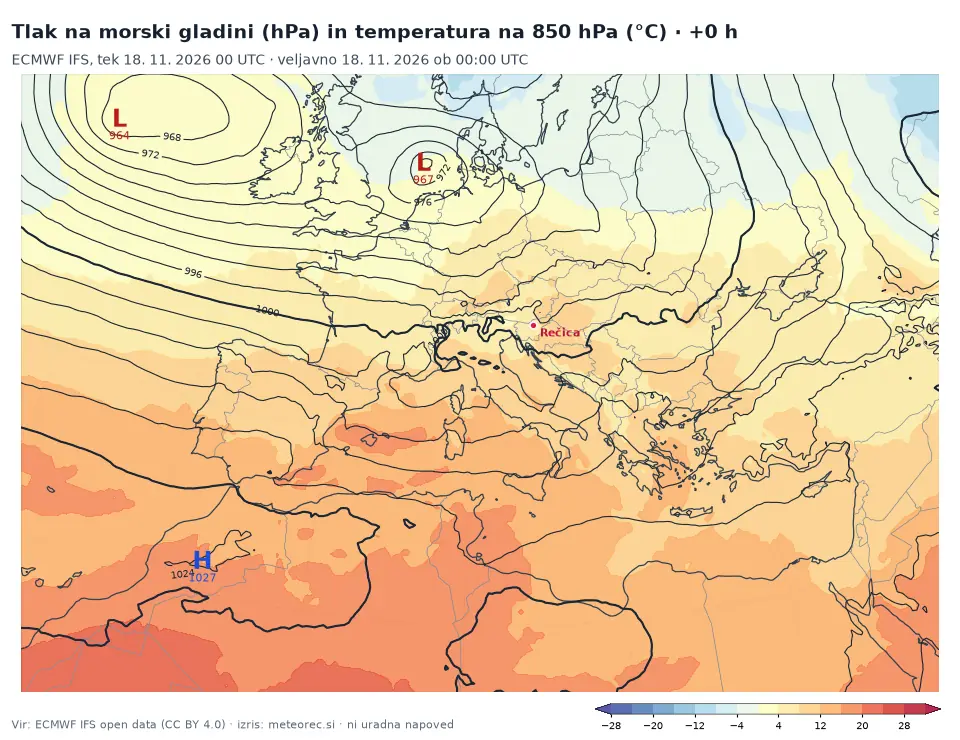 Tlak na morski gladini (hPa) in temperatura na 850 hPa (°C) · +0 h
ECMWF IFS, tek 18. 11. 2026 00 UTC · veljavno 18. 11. 2026 ob 00:00 UTC
L
964
968
972
L
967
972
976
996
1000
Rečica
H
1024
1027
Vir: ECMWF IFS open data (CC BY 4.0) · izris: meteorec.si · ni uradna napoved
−28 −20 −12 −4 4 12 20 28